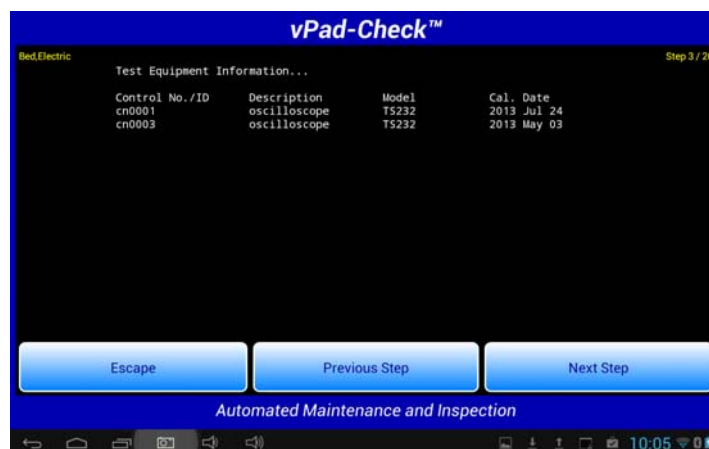 vPad-Check™
Bed,Electric
Step 3 / 2
Test Equipment Information...
Control No./ID Description Model Cal. Date
cn0001 oscilloscope TS232 2013 Jul 24
cn0003 oscilloscope TS232 2013 May 03
Escape Previous Step Next Step
Automated Maintenance and Inspection
10:05